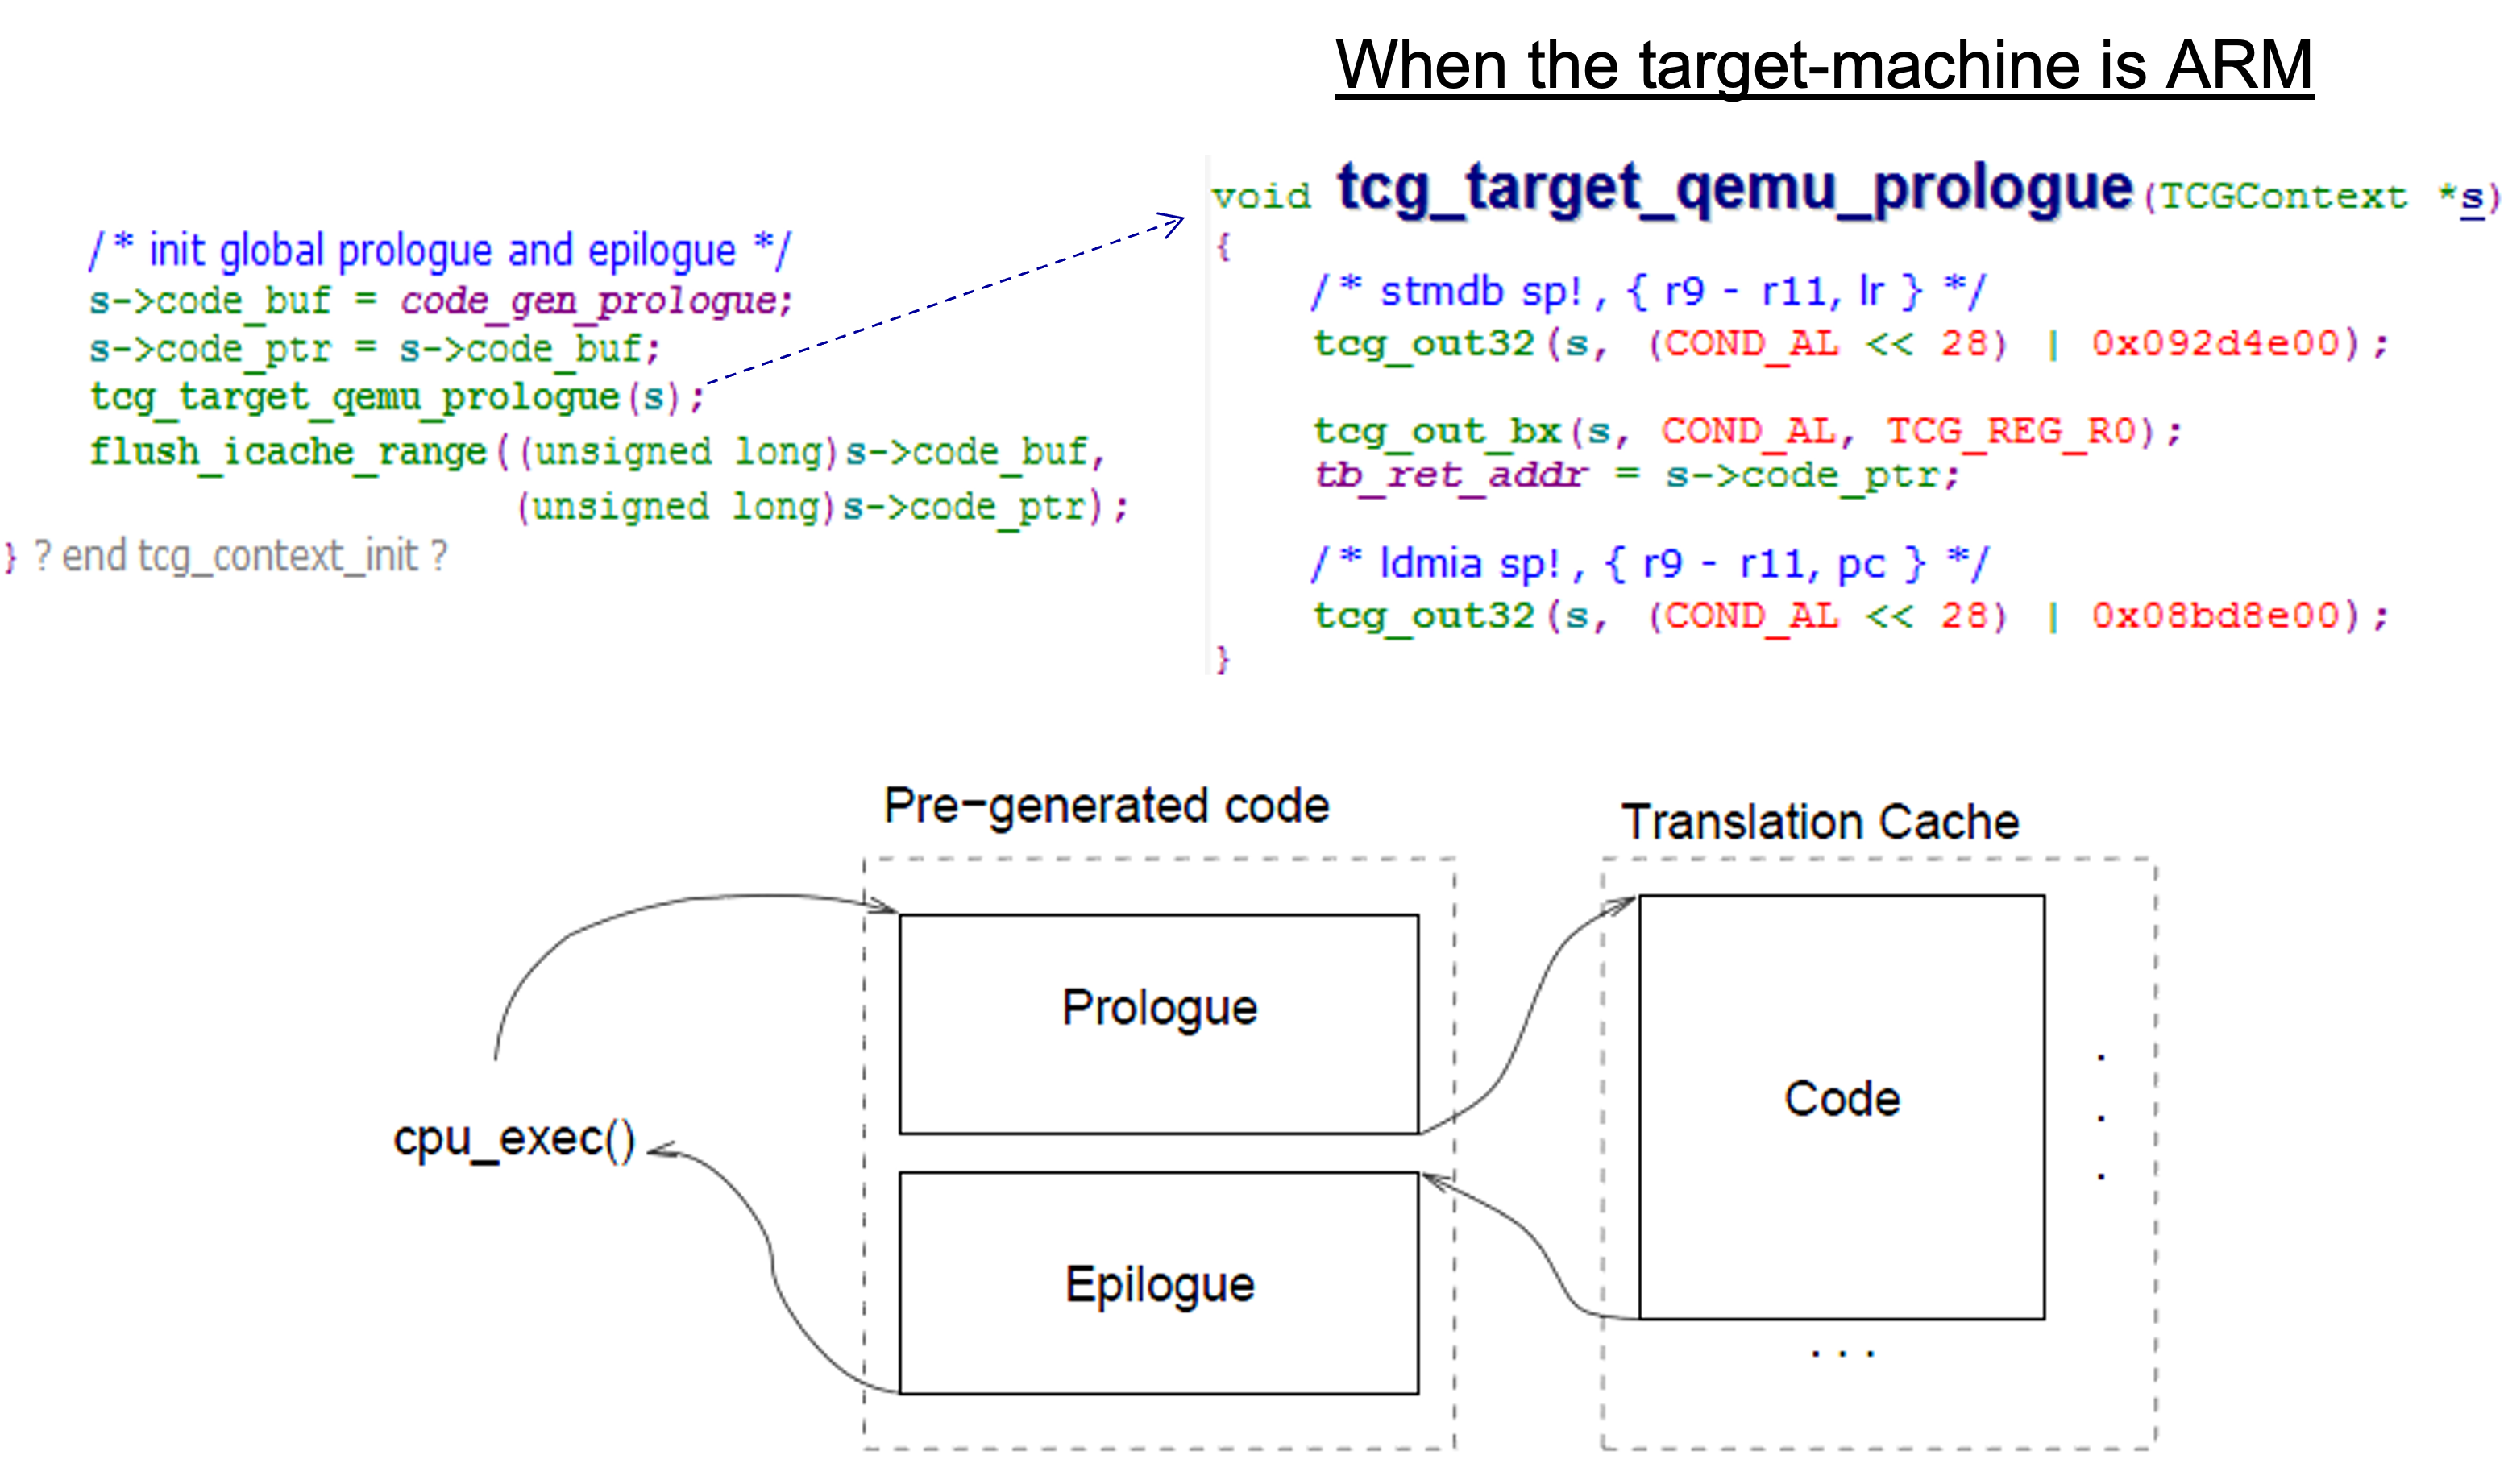 When the target-machine is ARM
/* init global prologue and epilogue */
s->code_buf = code_gen_prologue;
s->code_ptr = s->code_buf;
tcg_target_qemu_prologue(s);
flush_icache_range((unsigned long)s->code_buf,
(unsigned long)s->code_ptr);
} ? end tcg_context_init ?
void tcg_target_qemu_prologue(TCGContext *s)
{
/* stmdb sp!, { r9 - r11, lr } */
tcg_out32(s, (COND_AL << 28) | 0x092d4e00);
tcg_out_bx(s, COND_AL, TCG_REG_R0);
tb_ret_addr = s->code_ptr;
/* ldmia sp!, { r9 - r11, pc } */
tcg_out32(s, (COND_AL << 28) | 0x08bd8e00);
}
Pre-generated code
Translation Cache
Prologue
Code
cpu_exec()
Epilogue
. . .